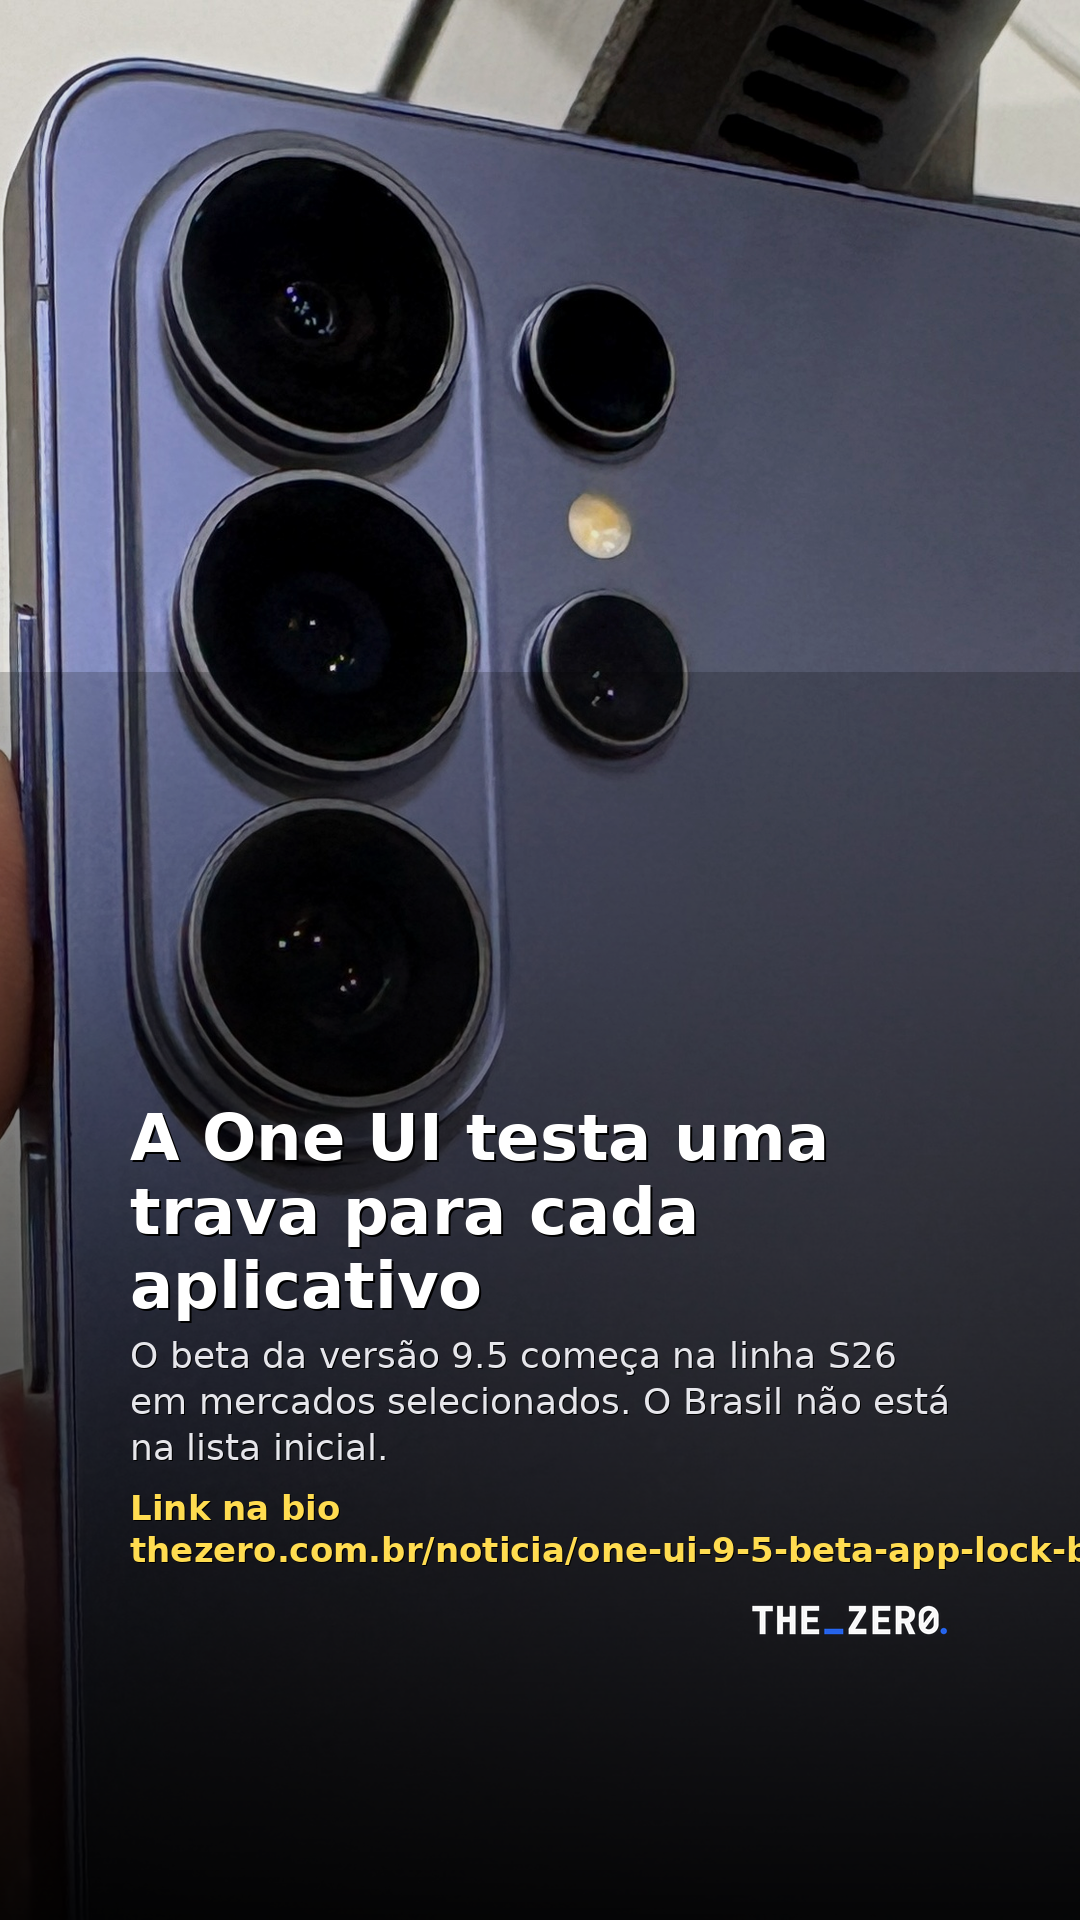 A One UI testa uma
trava para cada
aplicativo
O beta da versão 9.5 começa na linha S26
em mercados selecionados. O Brasil não está
na lista inicial.
Link na bio
thezero.com.br/noticia/one-ui-9-5-beta-app-lock-b
THE_ZERO.